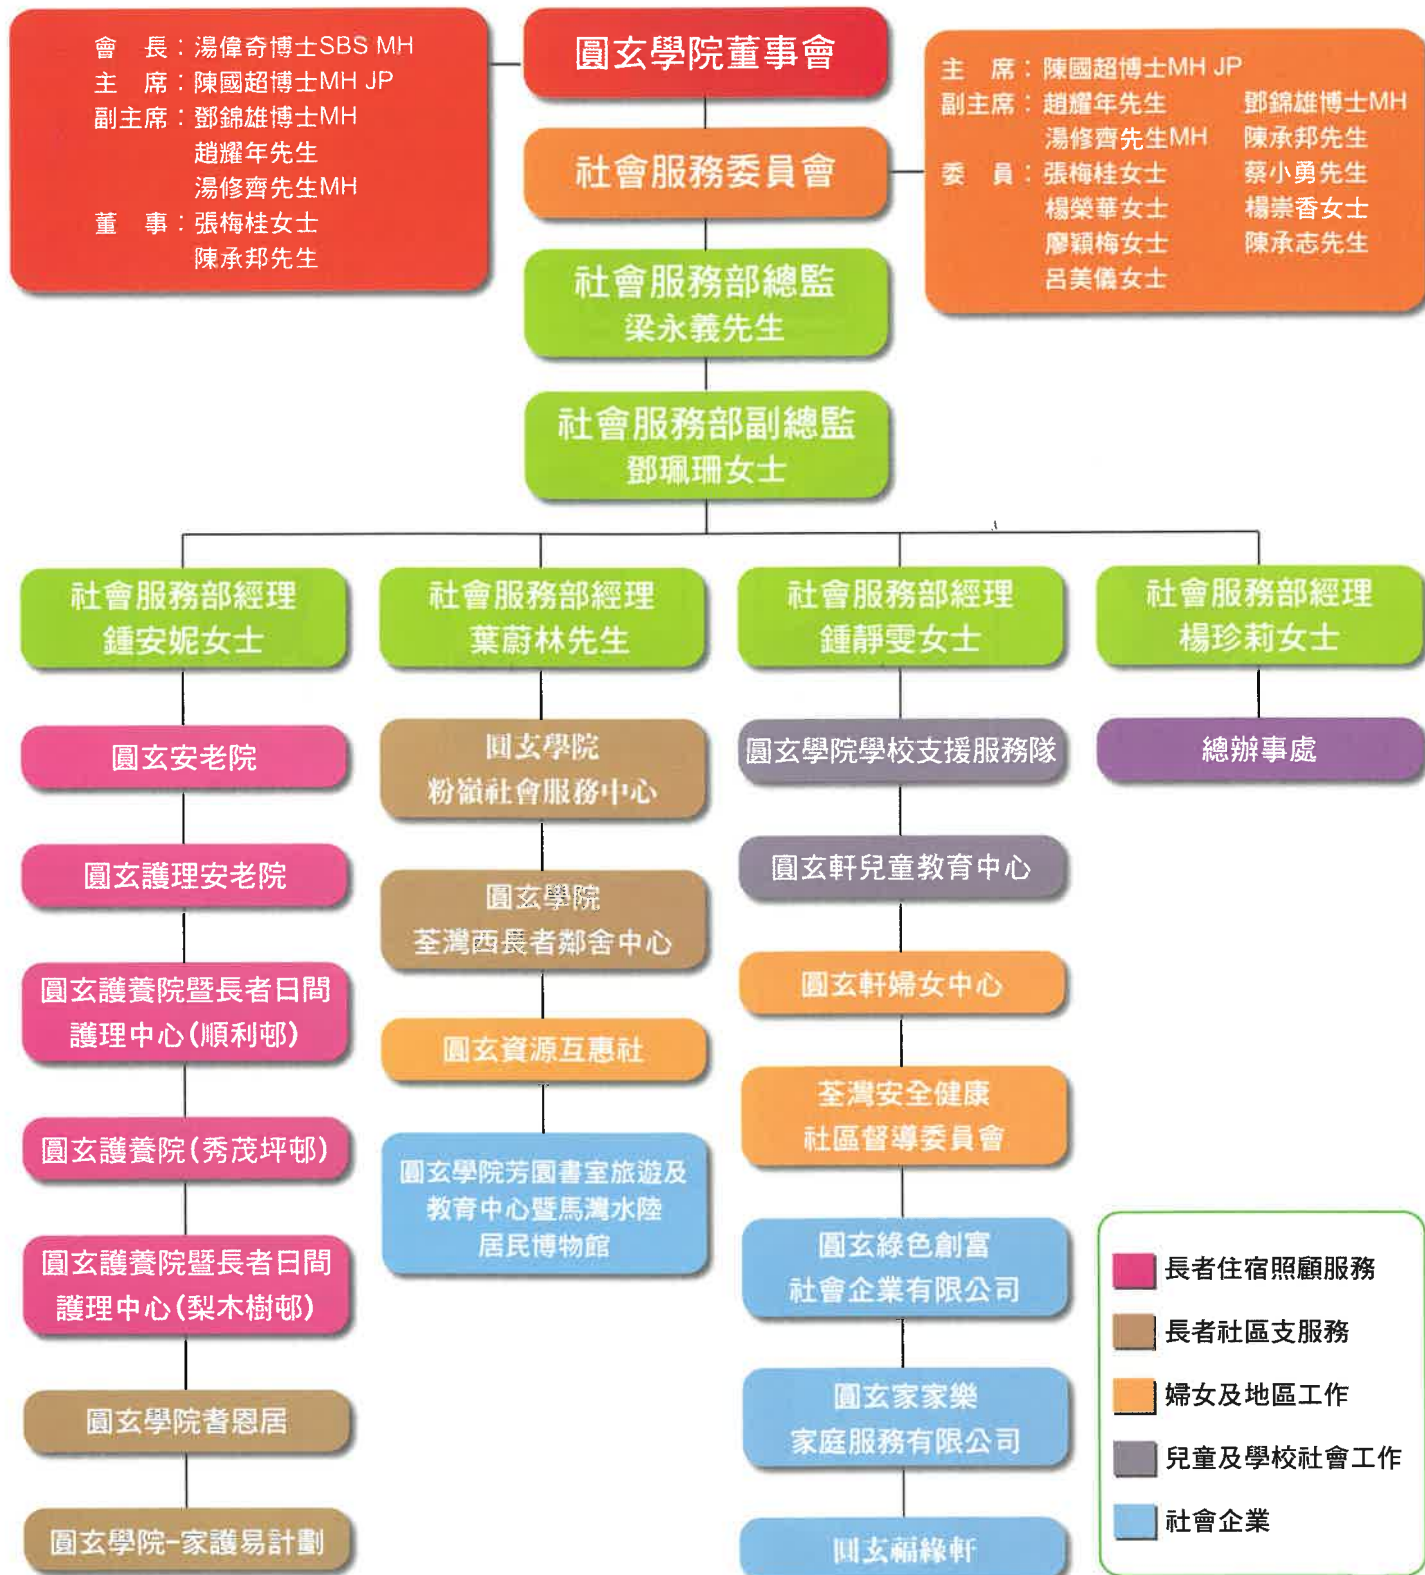 會　長：湯偉奇博士SBS MH
主　席：陳國超博士MH JP
副主席：鄧錦雄博士MH
趙耀年先生
湯修齊先生MH
董　事：張梅桂女士
陳承邦先生
圓玄學院董事會
社會服務委員會
主　席：陳國超博士MH JP
副主席：趙耀年先生　鄧錦雄博士MH
湯修齊先生MH　陳承邦先生
委　員：張梅桂女士　蔡小勇先生
楊榮華女士　楊崇香女士
廖穎梅女士　陳承志先生
呂美儀女士
社會服務部總監
梁永義先生
社會服務部副總監
鄧珮珊女士
社會服務部經理
鍾安妮女士
圓玄安老院
圓玄護理安老院
圓玄護養院暨長者日間
護理中心(順利邨)
圓玄護養院(秀茂坪邨)
圓玄護養院暨長者日間
護理中心(梨木樹邨)
圓玄學院耆恩居
圓玄學院-家護易計劃
社會服務部經理
葉蔚林先生
圓玄學院
粉嶺社會服務中心
圓玄學院
荃灣西長者鄰舍中心
圓玄資源互惠社
圓玄學院芳園書室旅遊及
教育中心暨馬灣水陸
居民博物館
社會服務部經理
鍾靜雯女士
圓玄學院學校支援服務隊
圓玄軒兒童教育中心
圓玄軒婦女中心
荃灣安全健康
社區督導委員會
圓玄綠色創富
社會企業有限公司
圓玄家家樂
家庭服務有限公司
圓玄福緣軒
社會服務部經理
楊珍莉女士
總辦事處
長者住宿照顧服務
長者社區支服務
婦女及地區工作
兒童及學校社會工作
社會企業